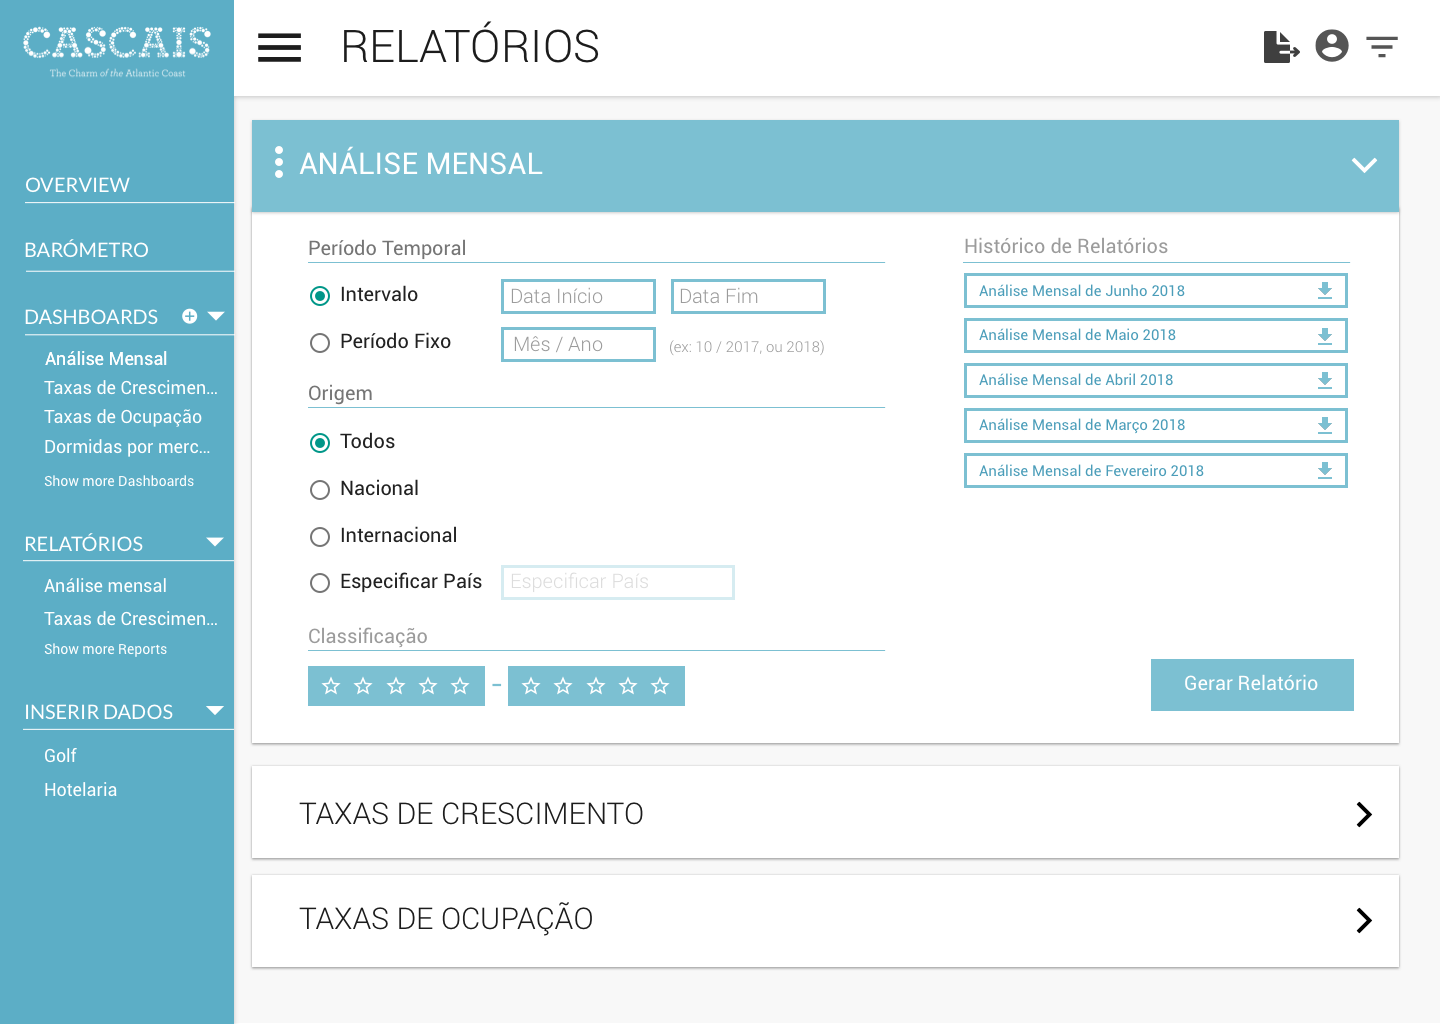 CASCAIS
The Charm of the Atlantic Coast
OVERVIEW
BARÓMETRO
DASHBOARDS
Análise Mensal
Taxas de Crescimen...
Taxas de Ocupação
Dormidas por merc...
Show more Dashboards
RELATÓRIOS
Análise mensal
Taxas de Crescimen...
Show more Reports
INSERIR DADOS
Golf
Hotelaria
RELATÓRIOS
ANÁLISE MENSAL
Período Temporal
Intervalo
Data Início
Data Fim
Período Fixo
Mês / Ano
(ex: 10 / 2017, ou 2018)
Origem
Todos
Nacional
Internacional
Especificar País
Especificar País
Classificação
–
Histórico de Relatórios
Análise Mensal de Junho 2018
Análise Mensal de Maio 2018
Análise Mensal de Abril 2018
Análise Mensal de Março 2018
Análise Mensal de Fevereiro 2018
Gerar Relatório
TAXAS DE CRESCIMENTO
TAXAS DE OCUPAÇÃO